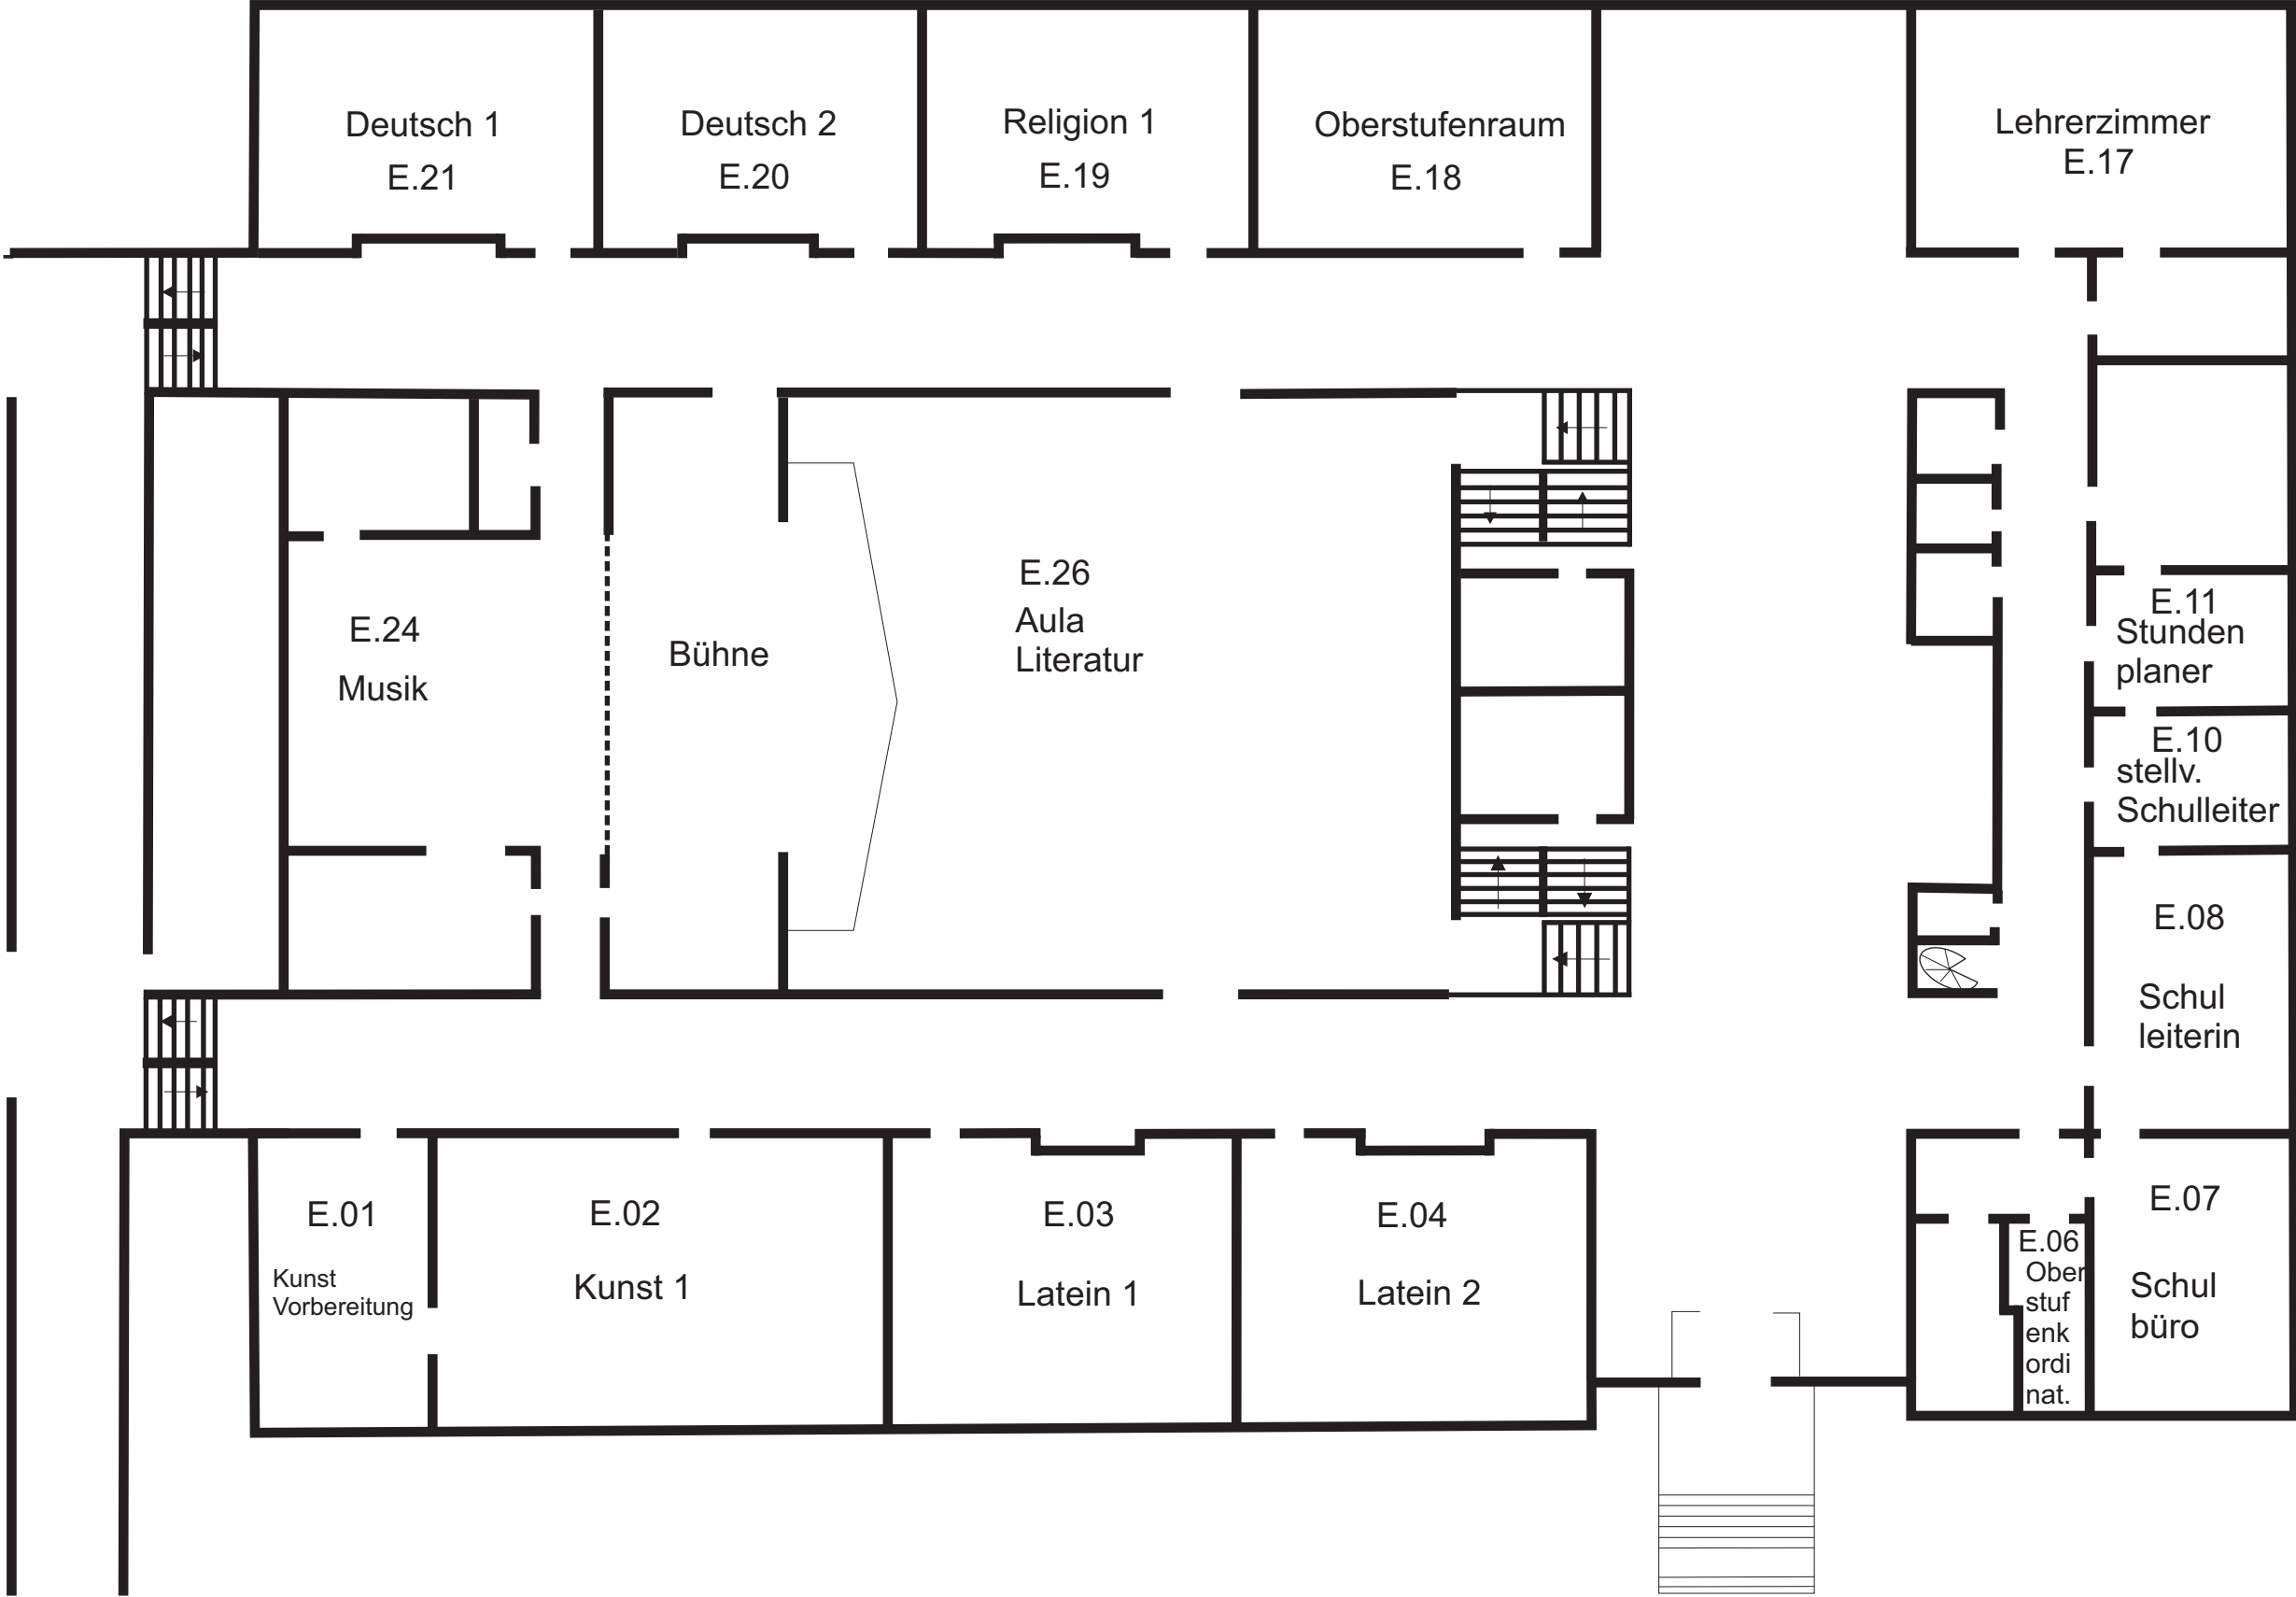 Deutsch 1
E.21
Deutsch 2
E.20
Religion 1
E.19
Oberstufenraum
E.18
Lehrerzimmer
E.17
E.24
Musik
Bühne
E.26
Aula
Literatur
E.11
Stunden
planer
E.10
stellv.
Schulleiter
E.08
Schul
leiterin
E.01
Kunst
Vorbereitung
E.02
Kunst 1
E.03
Latein 1
E.04
Latein 2
E.06
Ober
stuf
enk
ordi
nat.
E.07
Schul
büro